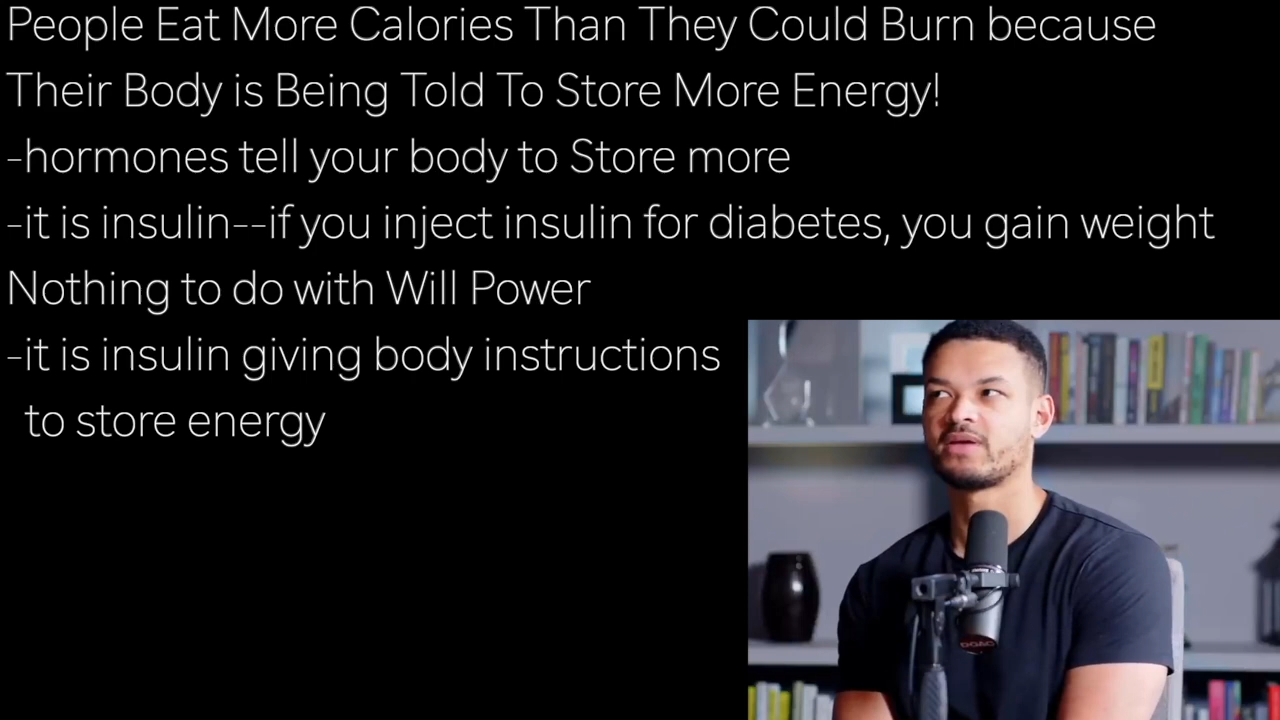 People Eat More Calories Than They Could Burn because
Their Body is Being Told To Store More Energy!
-hormones tell your body to Store more
-it is insulin--if you inject insulin for diabetes, you gain weight
Nothing to do with Will Power
-it is insulin giving body instructions
to store energy